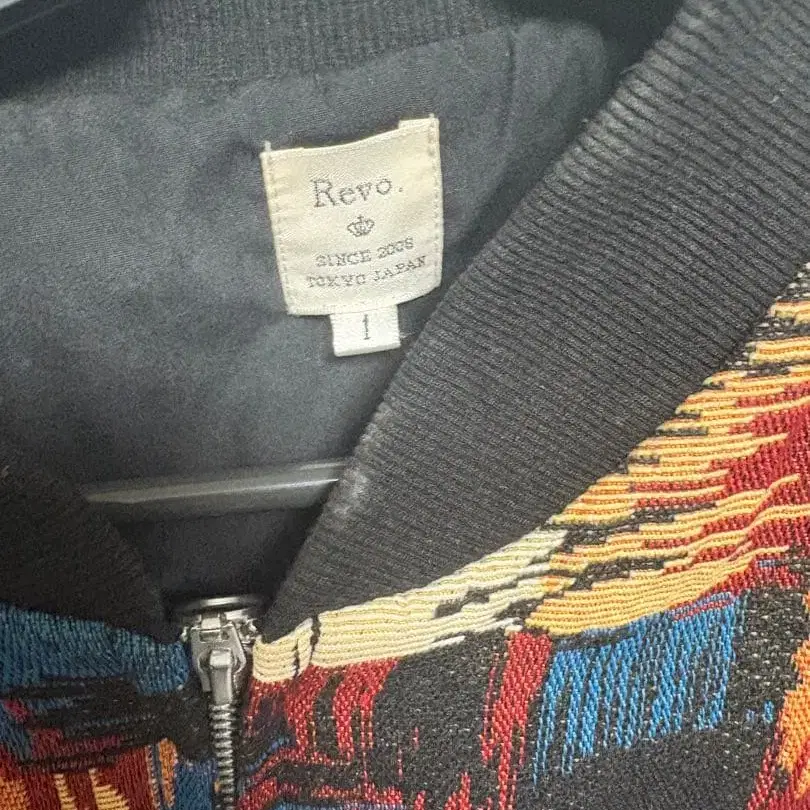 Revo.
SINCE 2008
TOKYO JAPAN
1